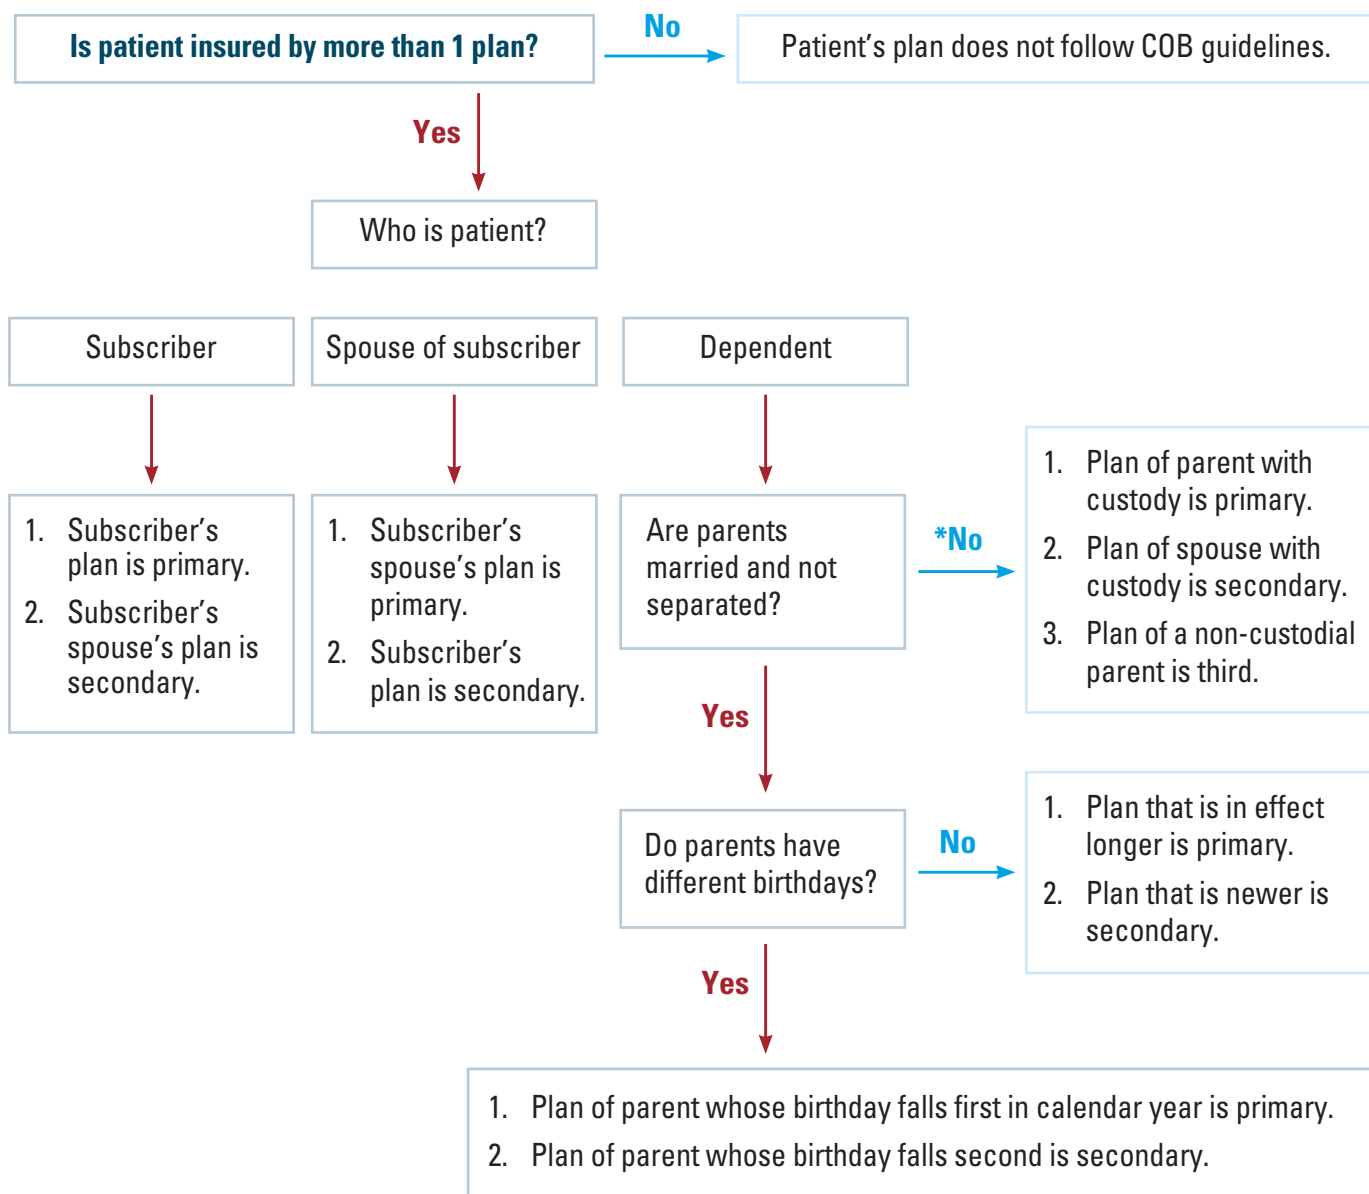 Is patient insured by more than 1 plan?
No
Patient’s plan does not follow COB guidelines.
Yes
Who is patient?
Subscriber
Spouse of subscriber
Dependent
1. Subscriber’s
plan is primary.
2. Subscriber’s
spouse’s plan is
secondary.
1. Subscriber’s
spouse’s plan is
primary.
2. Subscriber’s
plan is secondary.
Are parents
married and not
separated?
*No
1. Plan of parent with
custody is primary.
2. Plan of spouse with
custody is secondary.
3. Plan of a non-custodial
parent is third.
Yes
Do parents have
different birthdays?
No
1. Plan that is in effect
longer is primary.
2. Plan that is newer is
secondary.
Yes
1. Plan of parent whose birthday falls first in calendar year is primary.
2. Plan of parent whose birthday falls second is secondary.